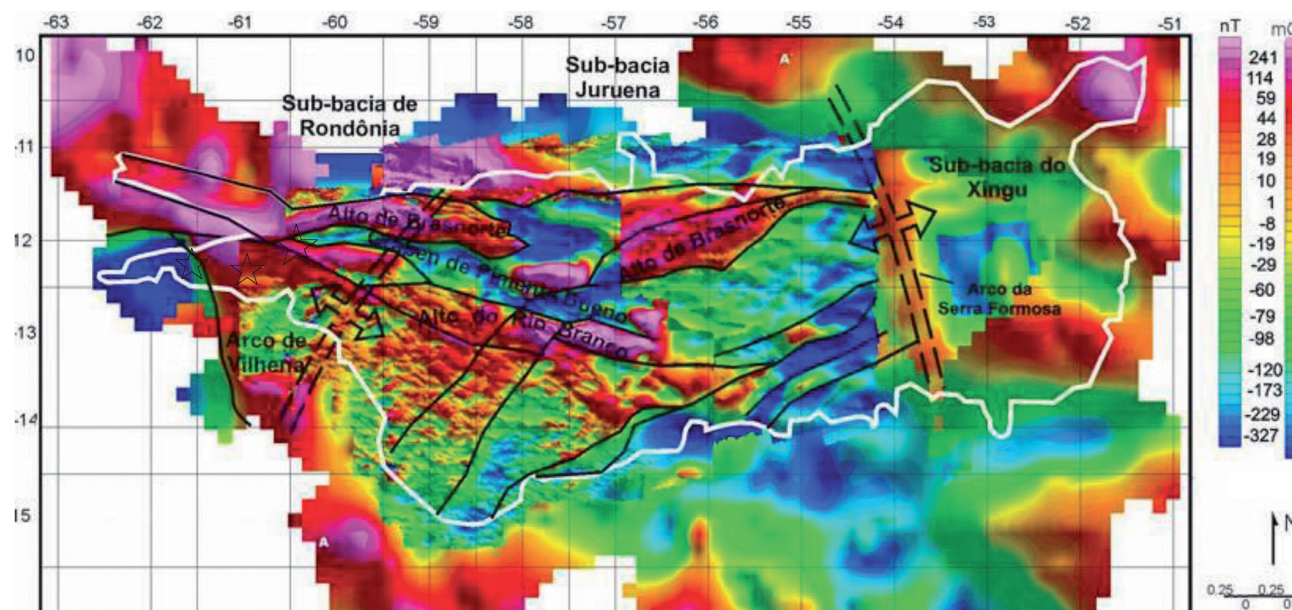 -63 -62 -61 -60 -59 -58 -57 -56 -55 -54 -53 -52 -51
10
-11
12
-13
-14
15
Sub-bacia de
Rondônia
Sub-bacia
Juruena
A'
Sub-bacia do
Xingu
Alto de Brasnorte
Alto de Brasnorte
Graben de Pimenta Bueno
Alto do Rio Branco
Arco de
Vilhena
Arco da
Serra Formosa
A
nT
241
114
59
44
28
19
10
1
-8
-19
-29
-60
-79
-98
-120
-173
-229
-327
N
0.25 0.25
0 0